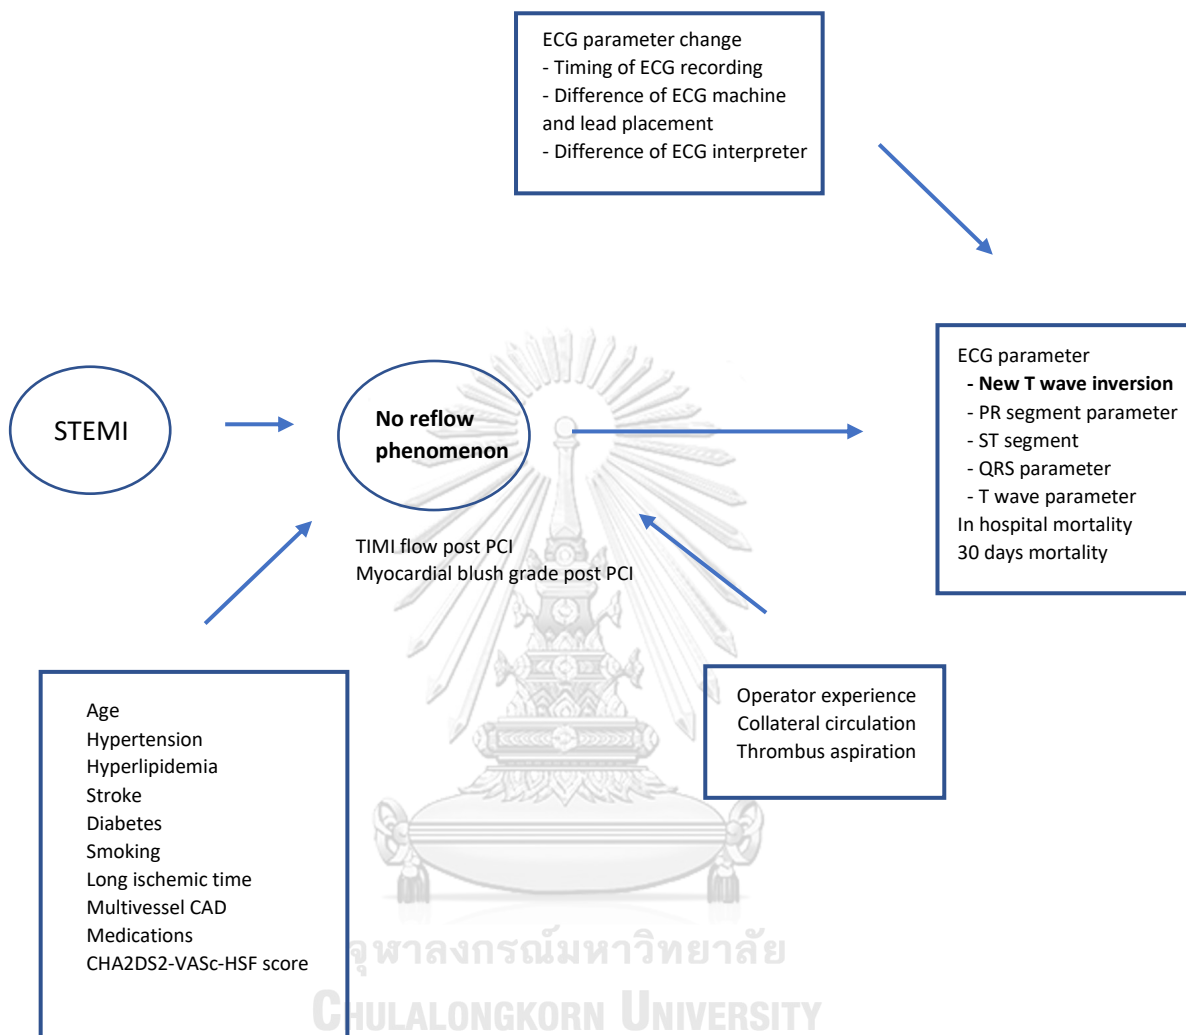 ECG parameter change
- Timing of ECG recording
- Difference of ECG machine
and lead placement
- Difference of ECG interpreter
STEMI
No reflow
phenomenon
TIMI flow post PCI
Myocardial blush grade post PCI
ECG parameter
- New T wave inversion
- PR segment parameter
- ST segment
- QRS parameter
- T wave parameter
In hospital mortality
30 days mortality
Age
Hypertension
Hyperlipidemia
Stroke
Diabetes
Smoking
Long ischemic time
Multivessel CAD
Medications
CHA2DS2-VASc-HSF score
Operator experience
Collateral circulation
Thrombus aspiration
จุฬาลงกรณ์มหาวิทยาลัย
CHULALONGKORN UNIVERSITY